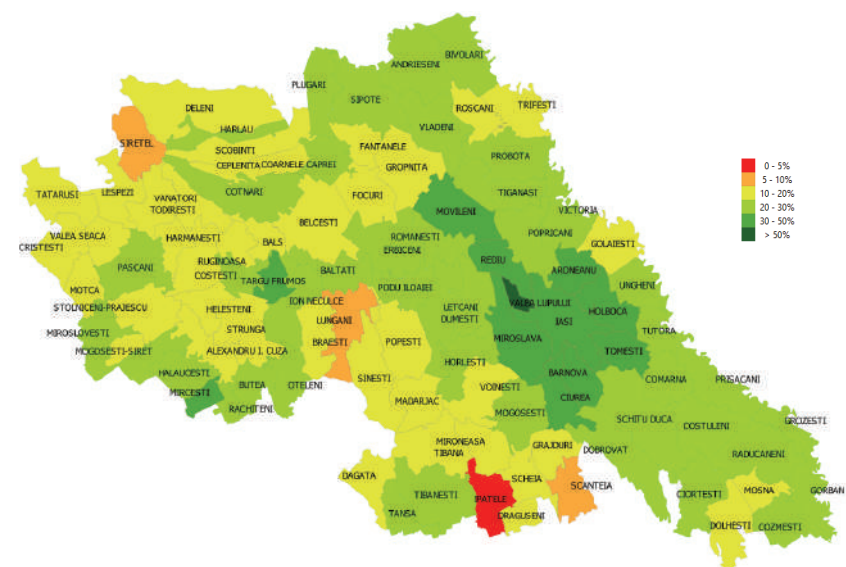 BIVOLARI
ANDRIESENI
PLUGARI
SIPOTE
DELENI
ROSCANI
TRIFESTI
HARLAU
VLADENI
SIRETEL
SCOBINTI
FANTANELE
PROBOTA
CEPLENITA
COARNELE CAPREI
GROPNITA
TATARUSI
LESPEZI
COTNARI
FOCURI
TIGANASI
VANATORI
TODIRESTI
MOVILENI
VICTORIA
BELCESTI
VALEA SEACA
HARMANESTI
BALS
ROMANESTI
POPRICANI
CRISTESTI
ERBICENI
GOLAIESTI
RUGINOASA
REDIU
PASCANI
COSTESTI
BALTATI
ARONEANU
TARGU FRUMOS
MOTCA
PODU ILOAIEI
UNGHENI
STOLNICENI-PRAJESCU
HELESTENI
ION NECULCE
LETCANI
VALEA LUPULUI
HOLBOCA
LUNGANI
DUMESTI
IASI
MIROSLOVESTI
STRUNGA
BRAESTI
POPESTI
MIROSLAVA
TUTORA
MOGOSESTI-SIRET
ALEXANDRU I. CUZA
TOMESTI
HORLESTI
HALAUCESTI
SINESTI
BARNOVA
COMARNA
PRISACANI
MIRCESTI
BUTEA
OTELENI
VOINESTI
RACHITENI
MADARJAC
CIUREA
MOGOSESTI
SCHITU DUCA
COSTULENI
GROZESTI
MIRONEASA
GRAJDURI
TIBANA
DOBROVAT
RADUCANENI
DAGATA
SCHEIA
SCANTEIA
TIBANESTI
IPATELE
CIORTESTI
MOSNA
GORBAN
TANSA
DRAGUSENI
DOLHESTI
COZMESTI
0 - 5%
5 - 10%
10 - 20%
20 - 30%
30 - 50%
> 50%